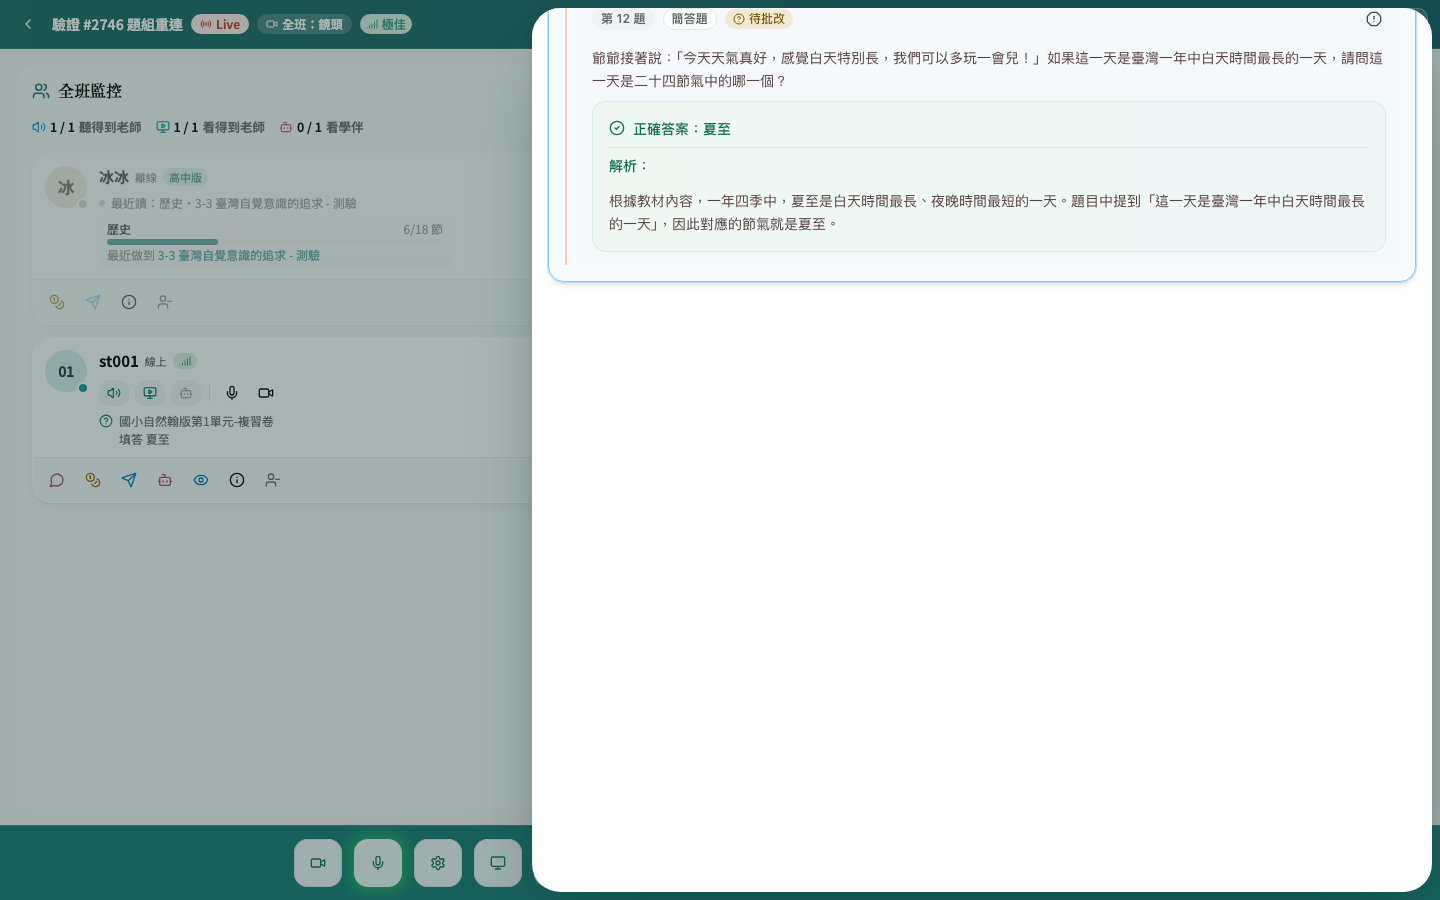 驗證 #2746 題組重連
Live
全班：鏡頭
極佳
全班監控
1 / 1 聽得到老師
1 / 1 看得到老師
0 / 1 看學伴
冰
冰冰 離線 高中版
最近讀：歷史・3-3 臺灣自覺意識的追求 - 測驗
歷史 6/18 節
最近做到 3-3 臺灣自覺意識的追求 - 測驗
01
st001 線上
國小自然翰版第1單元-複習卷
填答 夏至
第 12 題 簡答題 待批改
爺爺接著說：「今天天氣真好，感覺白天特別長，我們可以多玩一會兒！」如果這一天是臺灣一年中白天時間最長的一天，請問這
一天是二十四節氣中的哪一個？
正確答案：夏至
解析：
根據教材內容，一年四季中，夏至是白天時間最長、夜晚時間最短的一天。題目中提到「這一天是臺灣一年中白天時間最長
的一天」，因此對應的節氣就是夏至。